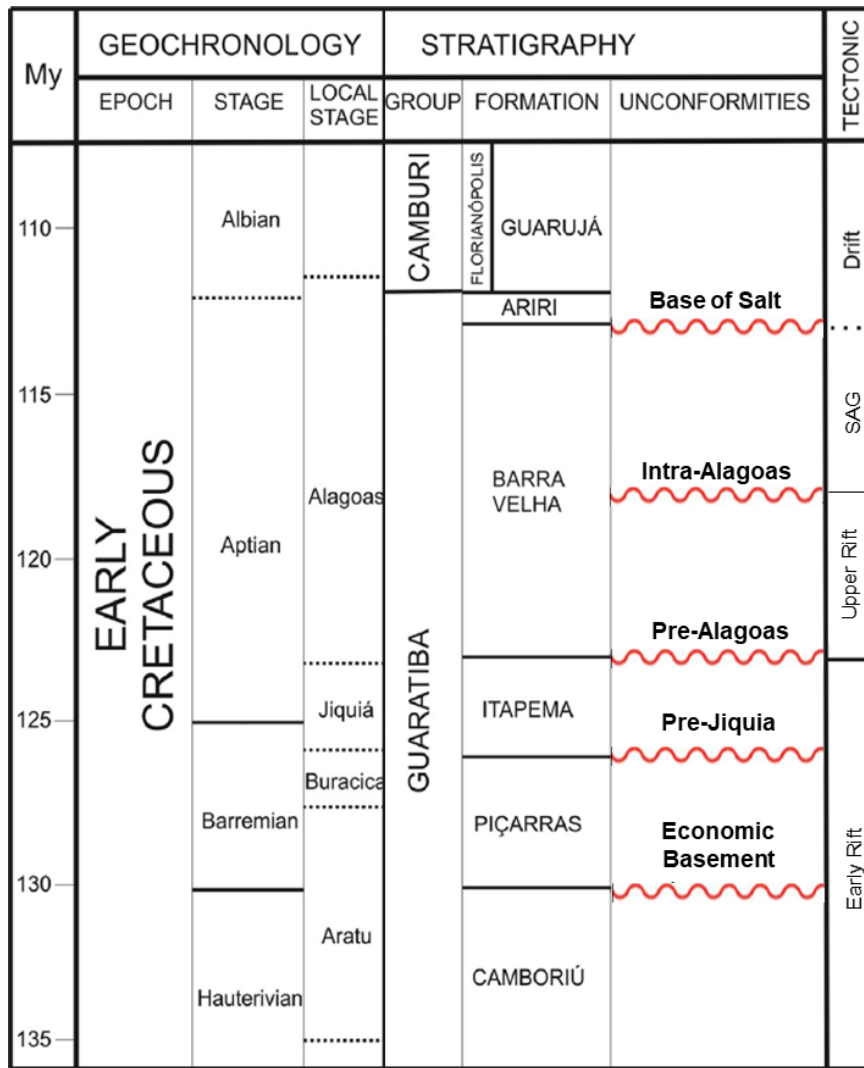 My
GEOCHRONOLOGY
STRATIGRAPHY
TECTONIC
EPOCH
STAGE
LOCAL
STAGE
GROUP
FORMATION
UNCONFORMITIES
110
115
120
125
130
135
EARLY
CRETACEOUS
Albian
Aptian
Barremian
Hauterivian
Alagoas
Jiquiá
Buracica
Aratu
CAMBURI
GUARATIBA
FLORIANÓPOLIS
GUARUJÁ
ARIRI
BARRA
VELHA
ITAPEMA
PIÇARRAS
CAMBORIÚ
Base of Salt
Intra-Alagoas
Pre-Alagoas
Pre-Jiquia
Economic
Basement
Drift
SAG
Upper Rift
Early Rift